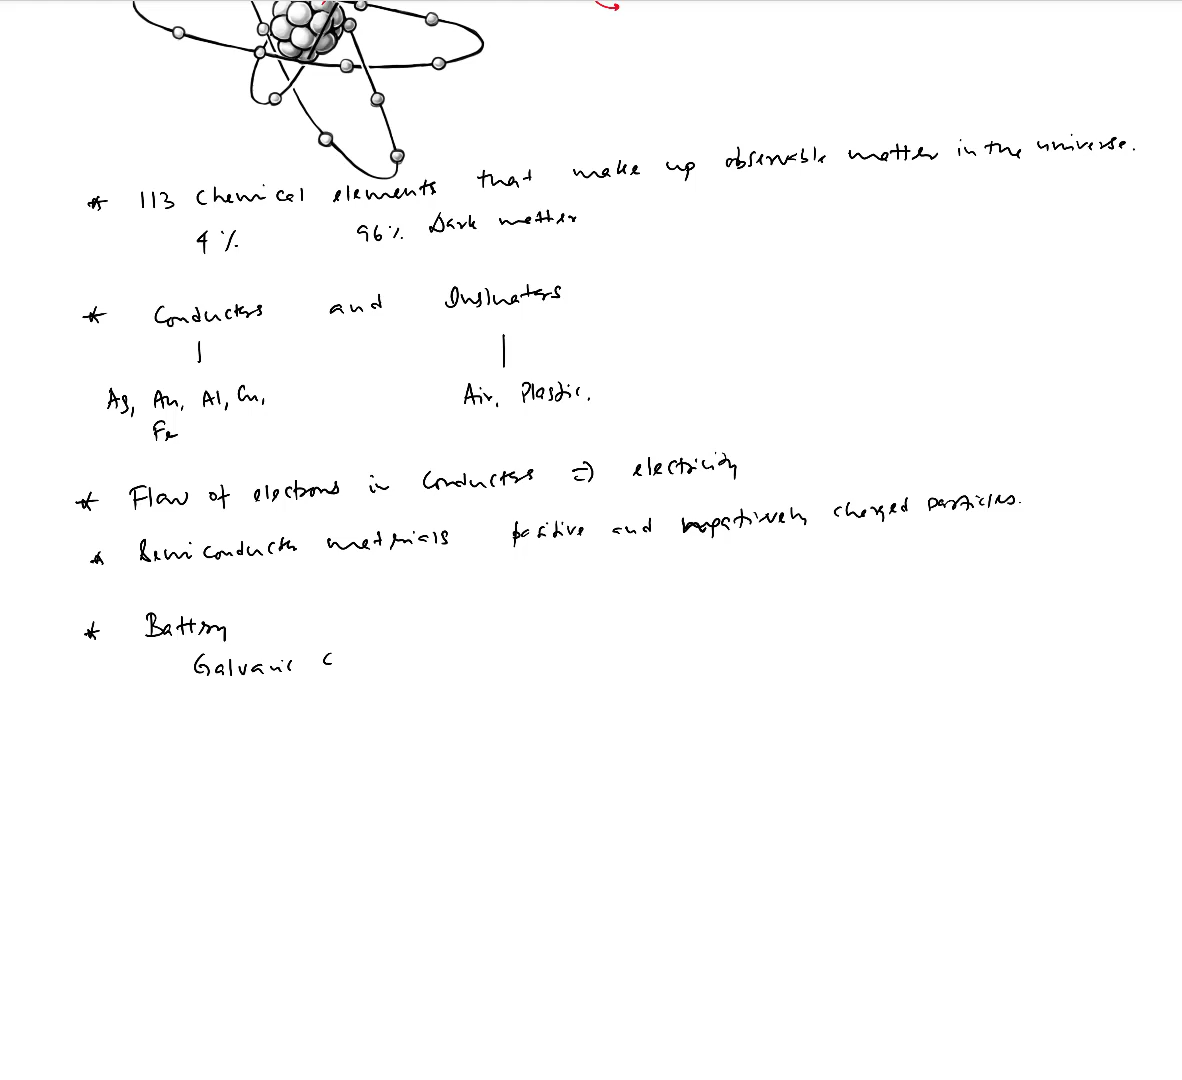 * 113 Chemical elements that make up observable matter in the universe.
4 % 96 % Dark matter
* Conductors and Insluators
Ag, Au, Al, Cu, Air, Plastic.
Fe
* Flow of electrons in Conductors => electricity
* Semiconductor materials positive and negatively charged particles.
* Battery
Galvanic C